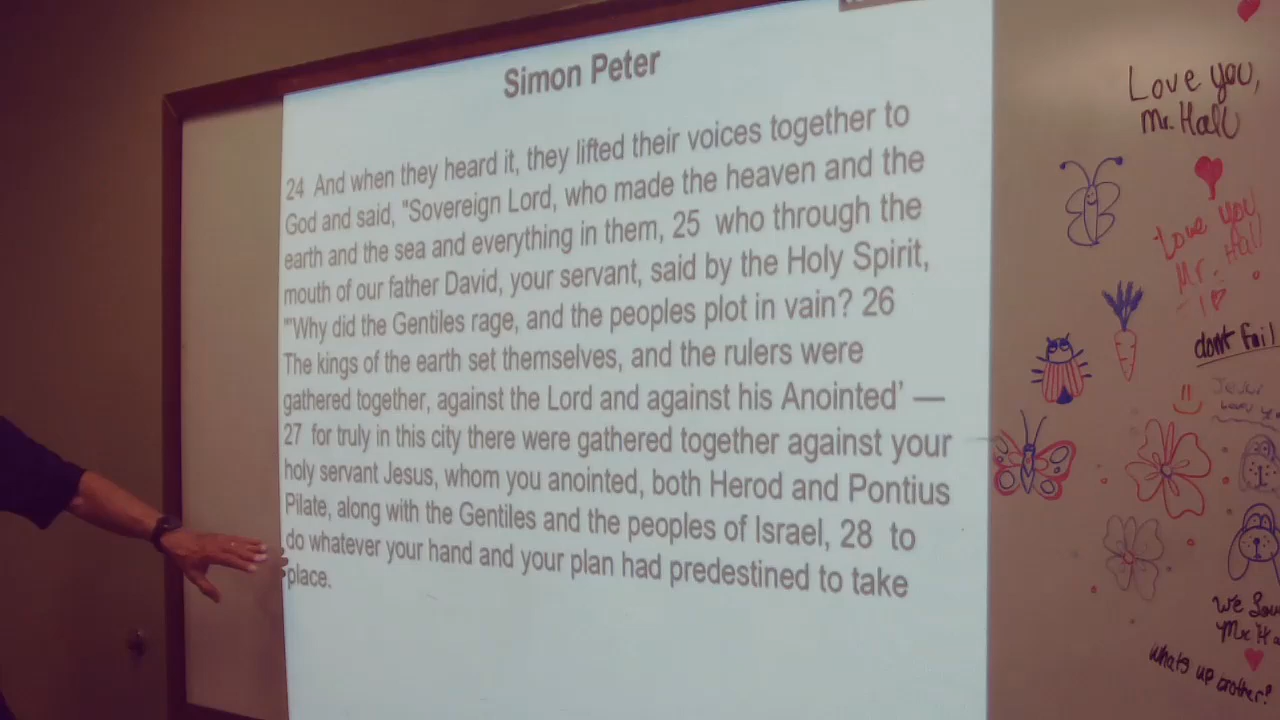 Simon Peter
24 And when they heard it, they lifted their voices together to
God and said, "Sovereign Lord, who made the heaven and the
earth and the sea and everything in them, 25 who through the
mouth of our father David, your servant, said by the Holy Spirit,
"'Why did the Gentiles rage, and the peoples plot in vain? 26
The kings of the earth set themselves, and the rulers were
gathered together, against the Lord and against his Anointed' —
27 for truly in this city there were gathered together against your
holy servant Jesus, whom you anointed, both Herod and Pontius
Pilate, along with the Gentiles and the peoples of Israel, 28 to
do whatever your hand and your plan had predestined to take
place.
Love you,
Mr. Hall
Love you
Mr. Hall
dont fail
We
Mr. Ha
whats up brother?